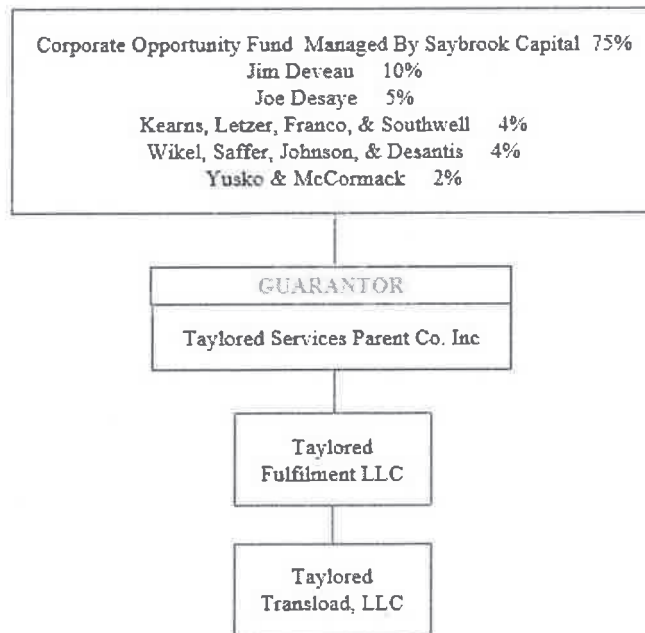 Corporate Opportunity Fund Managed By Saybrook Capital 75%
Jim Deveau 10%
Joe Desaye 5%
Kearns, Letzer, Franco, & Southwell 4%
Wikel, Saffer, Johnson, & Desantis 4%
Yusko & McCormack 2%
GUARANTOR
Taylored Services Parent Co. Inc
Taylored
Fulfilment LLC
Taylored
Transload, LLC